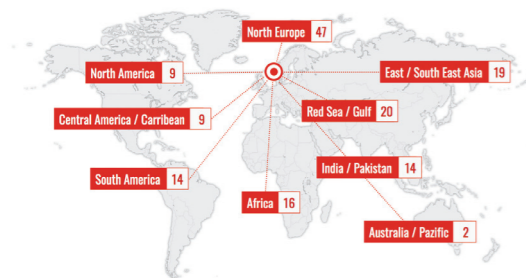 North Europe 47
North America 9
East / South East Asia 19
Central America / Carribean 9
Red Sea / Gulf 20
South America 14
India / Pakistan 14
Africa 16
Australia / Pazific 2